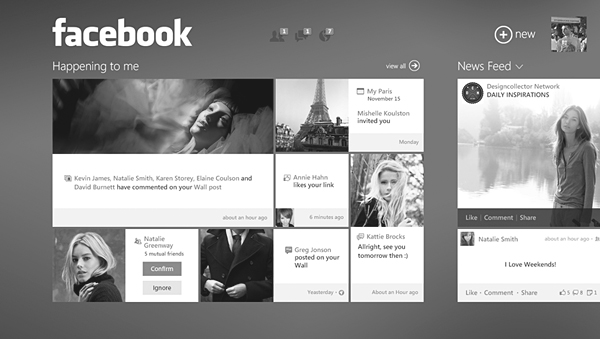 facebook
1
1
7
new
Happening to me
view all
News Feed
My Paris
November 15
Mishelle Koulston
invited you
Monday
Designcollector Network
DAILY INSPIRATIONS
Kevin James, Natalie Smith, Karen Storey, Elaine Coulson and
David Burnett have commented on your Wall post
about an hour ago
Annie Hahn
likes your link
6 minutes ago
Like | Comment | Share
Natalie
Greenway
5 mutual friends
Confirm
Ignore
Greg Jonson
posted on your
Wall
Yeasterday
Kattie Brocks
Allright, see you
tomorrow then :)
About an Hour ago
Natalie Smith
about an hour ago
I Love Weekends!
Like · Comment · Share
5
8
1